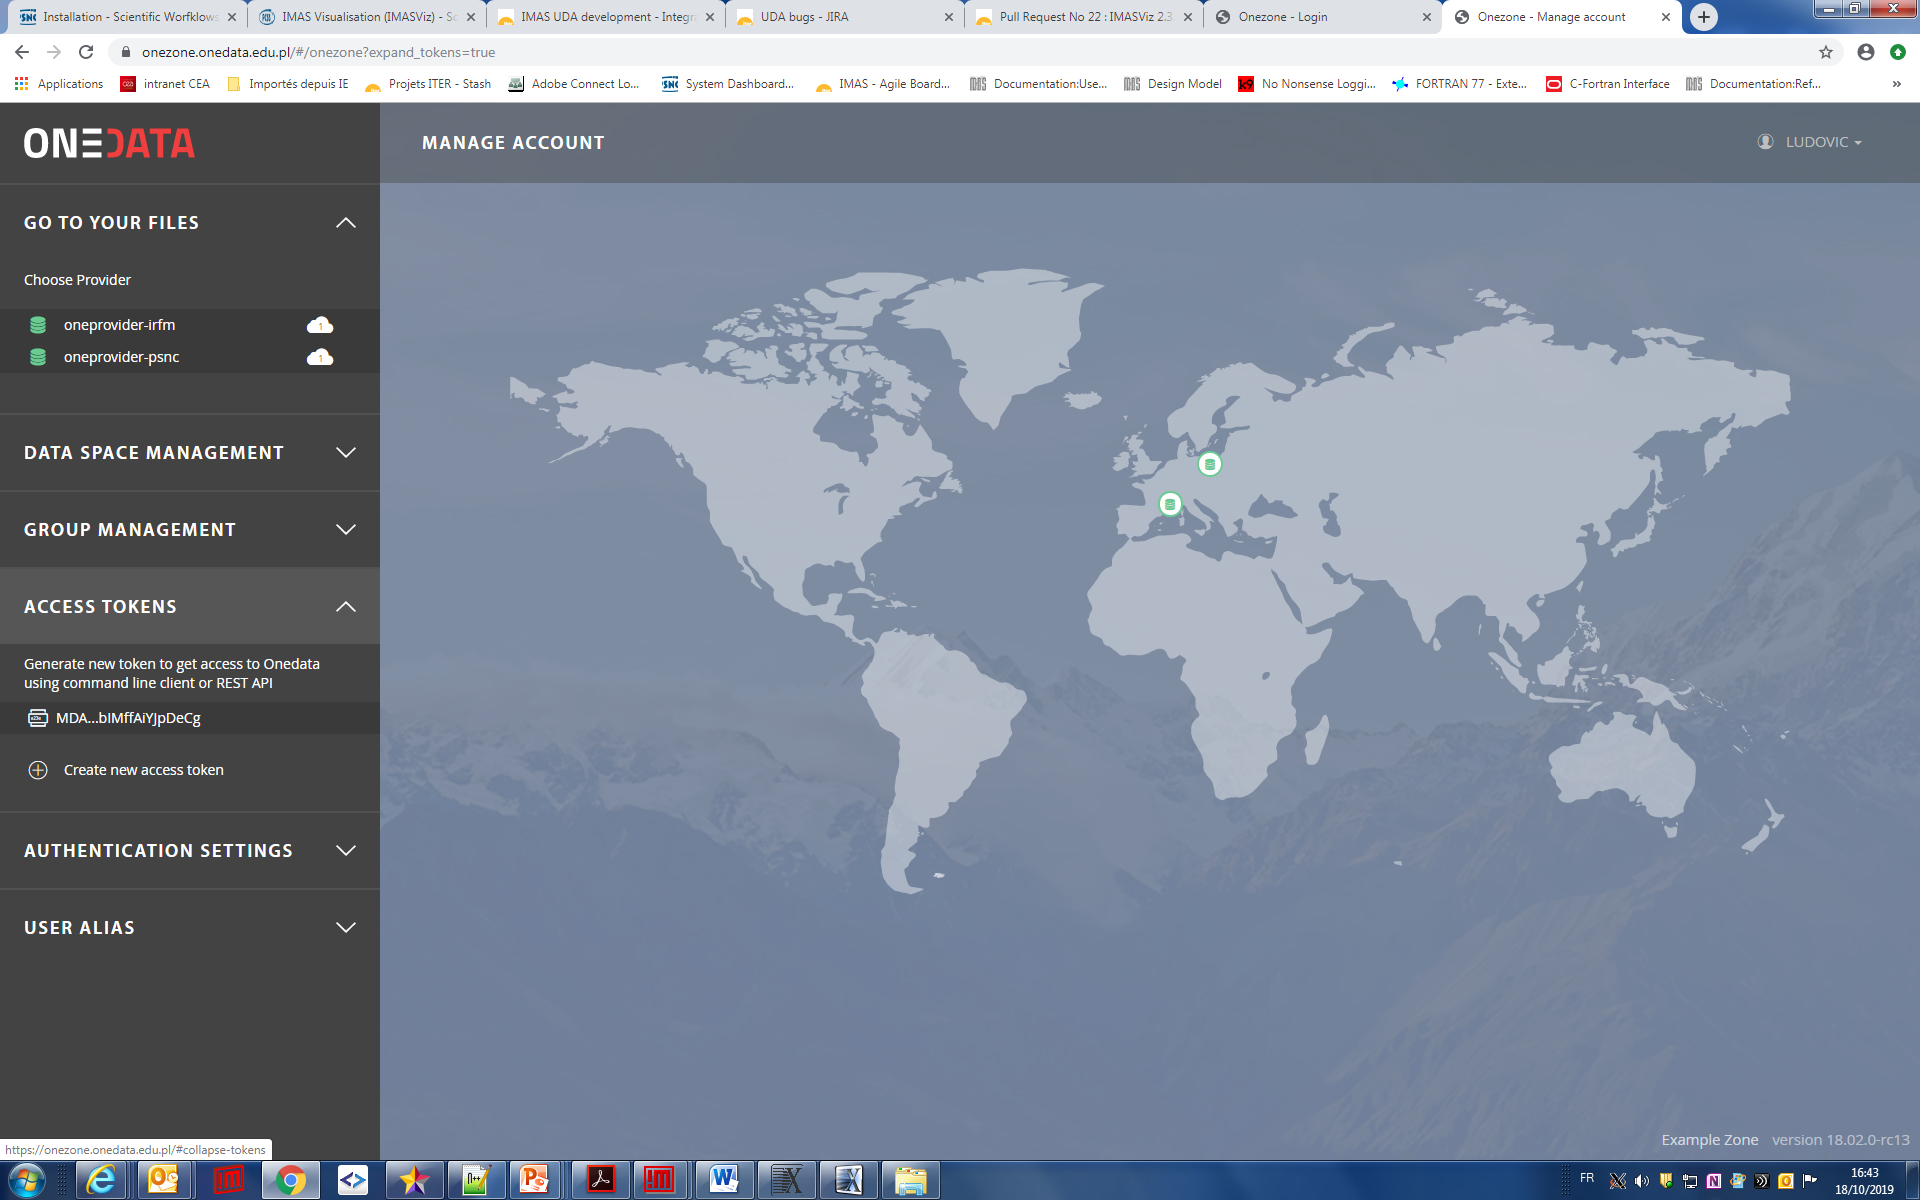 Installation - Scientific Worfklows
IMAS Visualisation (IMASViz) - Sc
IMAS UDA development - Integra
UDA bugs - JIRA
Pull Request No 22 : IMASViz 2.3
Onezone - Login
Onezone - Manage account
onezone.onedata.edu.pl/#/onezone?expand_tokens=true
Applications
intranet CEA
Importés depuis IE
Projets ITER - Stash
Adobe Connect Lo...
System Dashboard...
IMAS - Agile Board...
Documentation:Use...
Design Model
No Nonsense Loggi...
FORTRAN 77 - Exte...
C-Fortran Interface
Documentation:Ref...
»
ONEDATA
MANAGE ACCOUNT
LUDOVIC
GO TO YOUR FILES
Choose Provider
oneprovider-irfm
1
oneprovider-psnc
1
DATA SPACE MANAGEMENT
GROUP MANAGEMENT
ACCESS TOKENS
Generate new token to get access to Onedata
using command line client or REST API
MDA...bIMffAiYJpDeCg
Create new access token
AUTHENTICATION SETTINGS
USER ALIAS
https://onezone.onedata.edu.pl/#collapse-tokens
Example Zone version 18.02.0-rc13
FR
16:43
18/10/2019